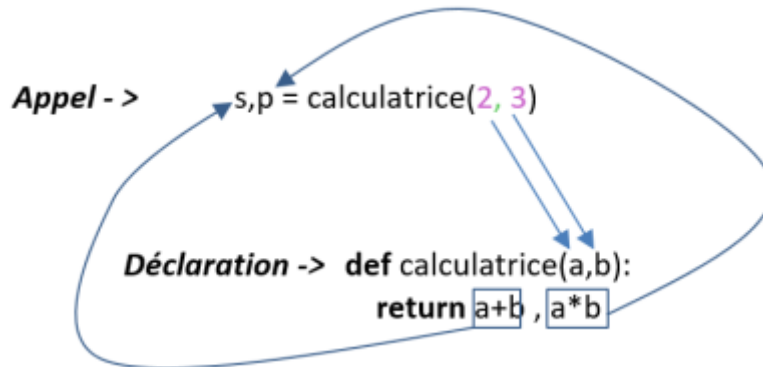 Appel - > s,p = calculatrice(2, 3)
Déclaration -> def calculatrice(a,b):
return a+b , a*b